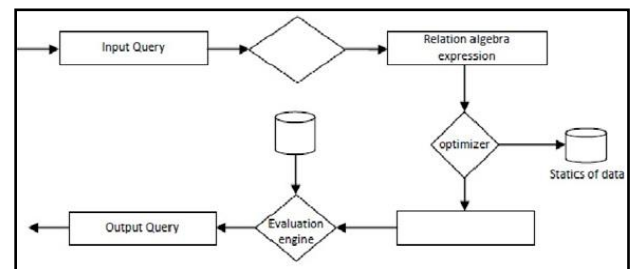 Input Query
Relation algebra
expression
optimizer
Statics of data
Evaluation
engine
Output Query